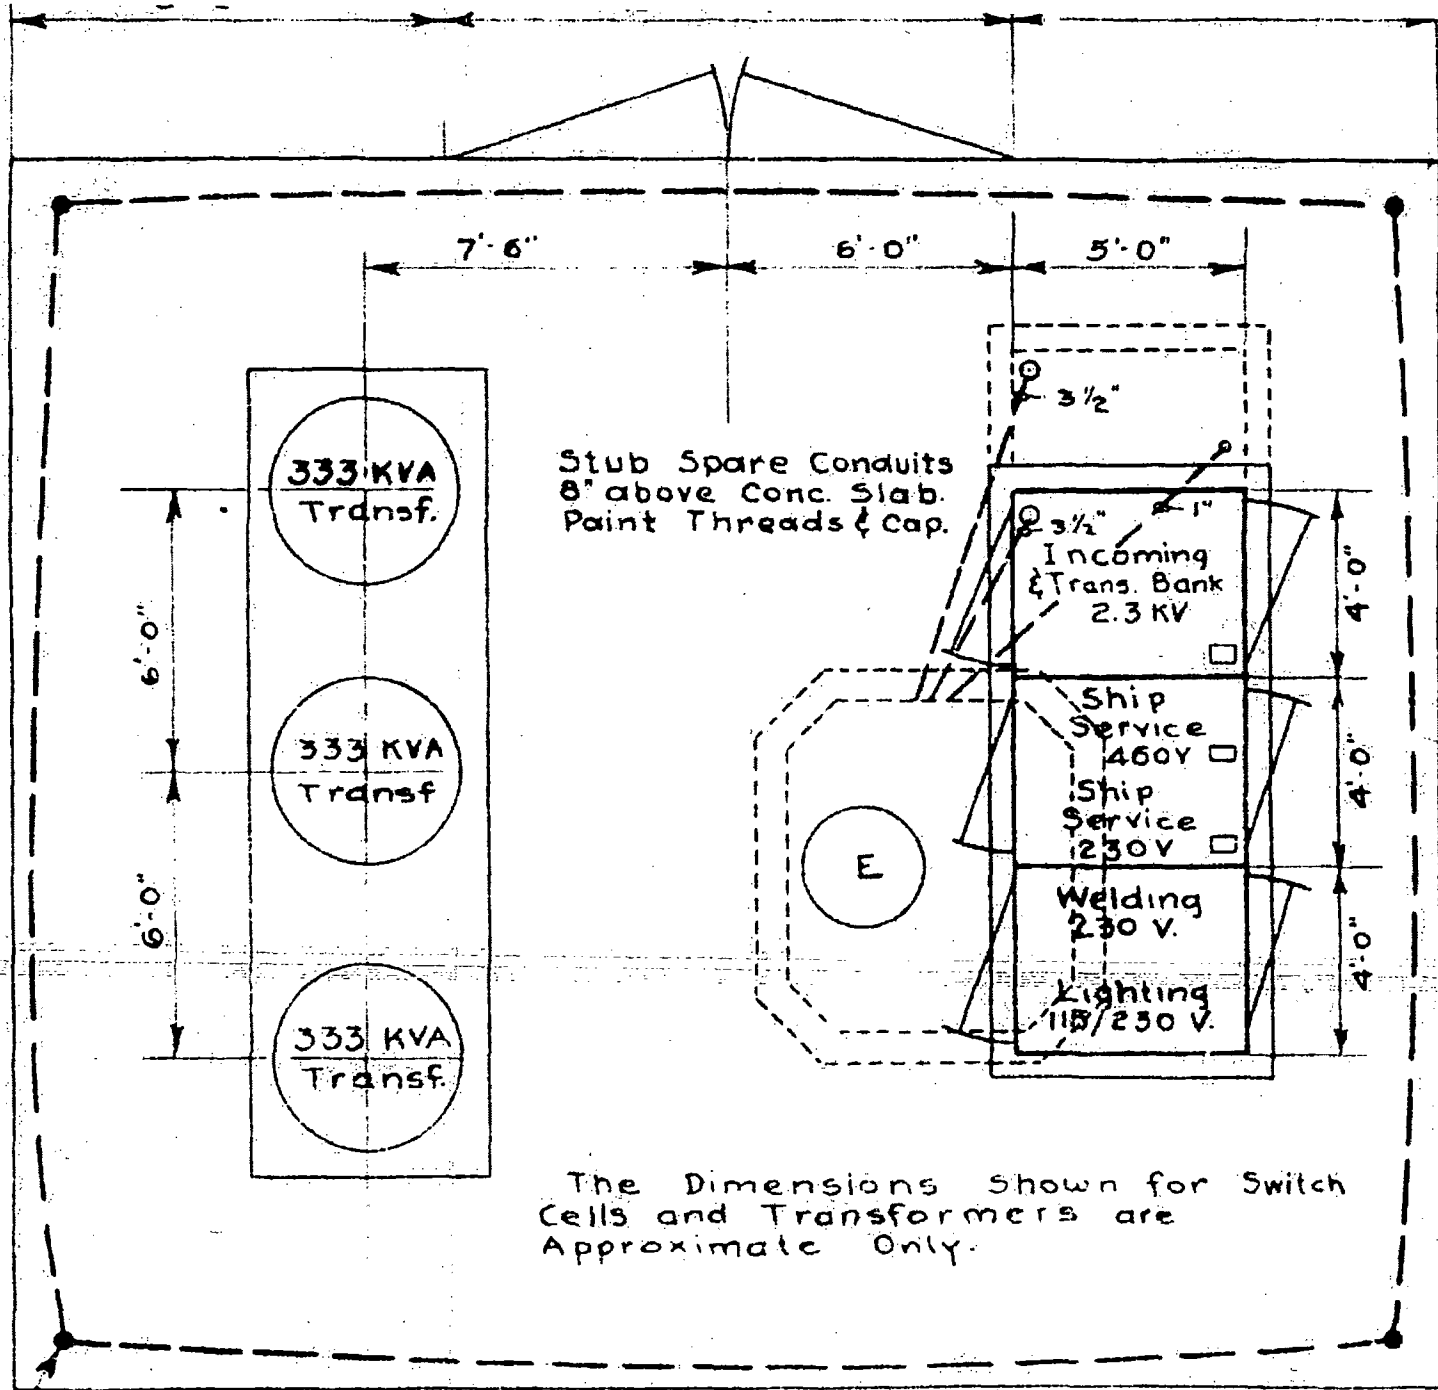 7'-6"
6'-0"
5'-0"
3½"
333 KVA
Transf.
Stub Spare Conduits
8" above Conc. Slab.
Paint Threads & Cap.
1"
3½"
Incoming
& Trans. Bank
2.3 KV
4'-0"
6'-0"
333 KVA
Transf
Ship
Service
460V
4'-0"
Ship
Service
230V
E
6'-0"
Welding
230 V.
4'-0"
Lighting
115/230 V.
333 KVA
Transf.
The Dimensions Shown for Switch
Cells and Transformers are
Approximate Only.